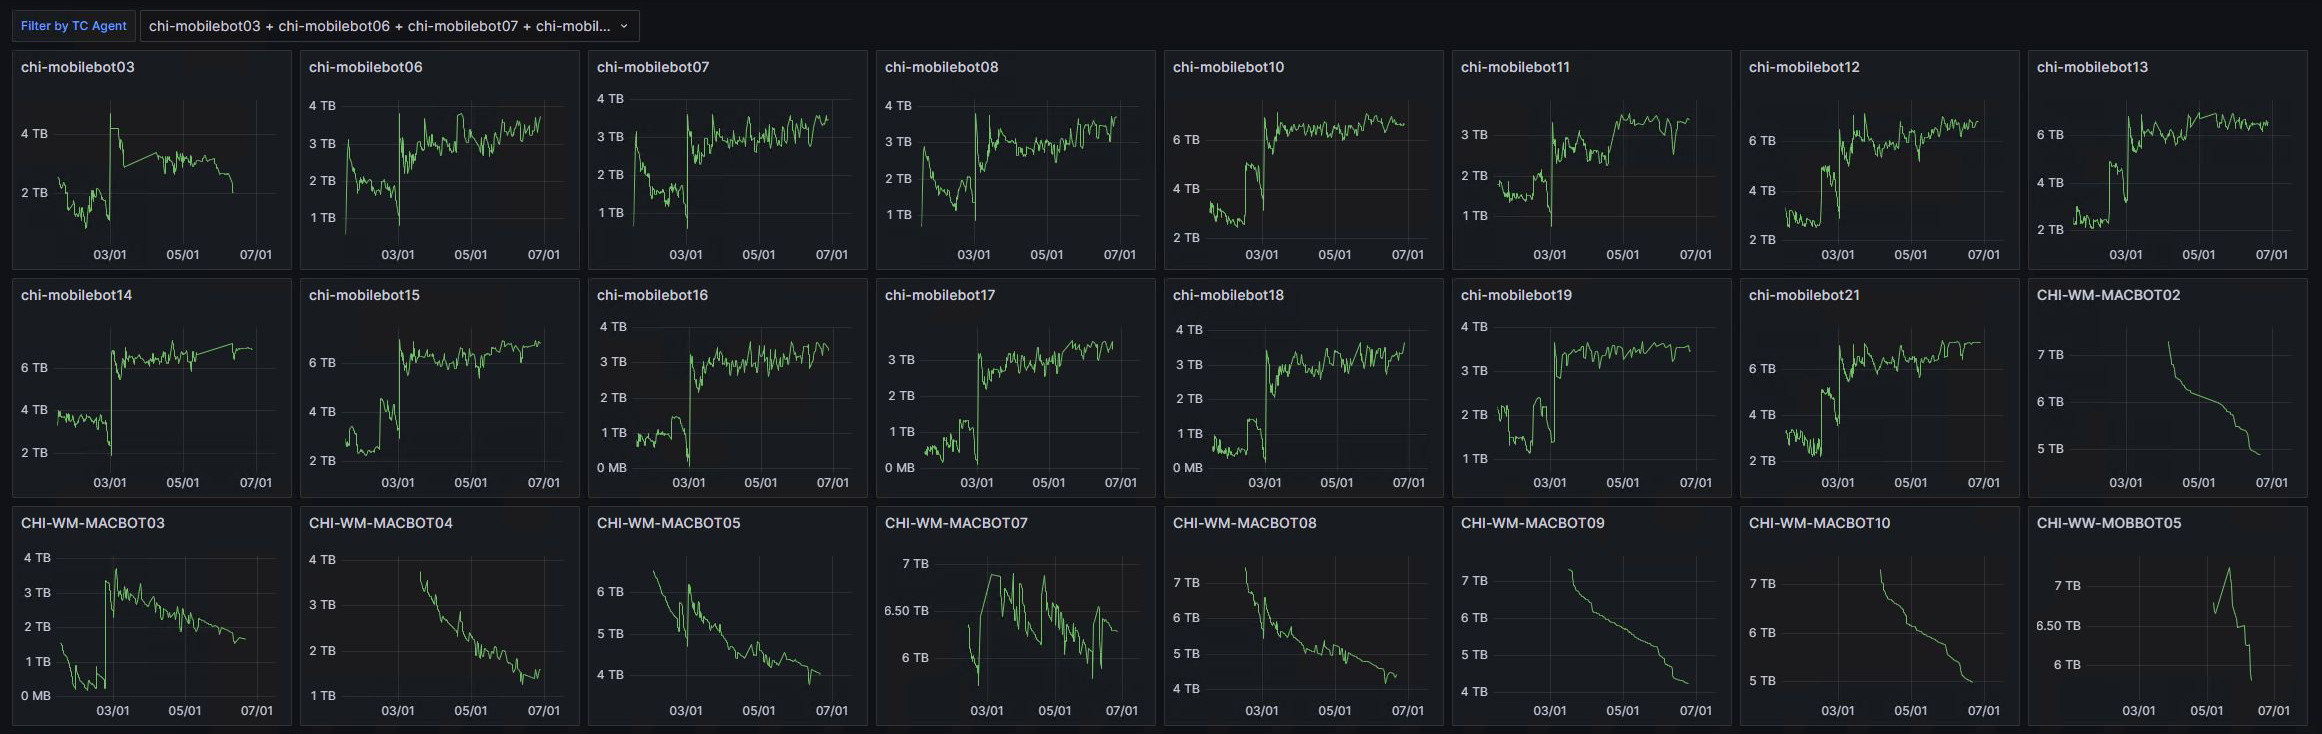 Filter by TC Agent chi-mobilebot03 + chi-mobilebot06 + chi-mobilebot07 + chi-mobil...
chi-mobilebot03
4 TB
2 TB
03/01 05/01 07/01
chi-mobilebot06
4 TB
3 TB
2 TB
1 TB
03/01 05/01 07/01
chi-mobilebot07
4 TB
3 TB
2 TB
1 TB
03/01 05/01 07/01
chi-mobilebot08
4 TB
3 TB
2 TB
1 TB
03/01 05/01 07/01
chi-mobilebot10
6 TB
4 TB
2 TB
03/01 05/01 07/01
chi-mobilebot11
3 TB
2 TB
1 TB
03/01 05/01 07/01
chi-mobilebot12
6 TB
4 TB
2 TB
03/01 05/01 07/01
chi-mobilebot13
6 TB
4 TB
2 TB
03/01 05/01 07/01
chi-mobilebot14
6 TB
4 TB
2 TB
03/01 05/01 07/01
chi-mobilebot15
6 TB
4 TB
2 TB
03/01 05/01 07/01
chi-mobilebot16
4 TB
3 TB
2 TB
1 TB
0 MB
03/01 05/01 07/01
chi-mobilebot17
3 TB
2 TB
1 TB
0 MB
03/01 05/01 07/01
chi-mobilebot18
4 TB
3 TB
2 TB
1 TB
0 MB
03/01 05/01 07/01
chi-mobilebot19
4 TB
3 TB
2 TB
1 TB
03/01 05/01 07/01
chi-mobilebot21
6 TB
4 TB
2 TB
03/01 05/01 07/01
CHI-WM-MACBOT02
7 TB
6 TB
5 TB
03/01 05/01 07/01
CHI-WM-MACBOT03
4 TB
3 TB
2 TB
1 TB
0 MB
03/01 05/01 07/01
CHI-WM-MACBOT04
4 TB
3 TB
2 TB
1 TB
03/01 05/01 07/01
CHI-WM-MACBOT05
6 TB
5 TB
4 TB
03/01 05/01 07/01
CHI-WM-MACBOT07
7 TB
6.50 TB
6 TB
03/01 05/01 07/01
CHI-WM-MACBOT08
7 TB
6 TB
5 TB
4 TB
03/01 05/01 07/01
CHI-WM-MACBOT09
7 TB
6 TB
5 TB
4 TB
03/01 05/01 07/01
CHI-WM-MACBOT10
7 TB
6 TB
5 TB
03/01 05/01 07/01
CHI-WW-MOBBOT05
7 TB
6.50 TB
6 TB
03/01 05/01 07/01